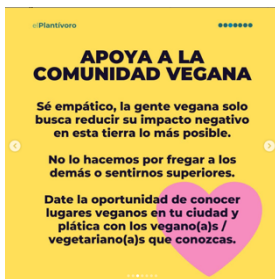 elPlantívoro
APOYA A LA
COMUNIDAD VEGANA
Sé empático, la gente vegana solo
busca reducir su impacto negativo
en esta tierra lo más posible.
No lo hacemos por fregar a los
demás o sentirnos superiores.
Date la oportunidad de conocer
lugares veganos en tu ciudad y
plática con los vegano(a)s /
vegetariano(a)s que conozcas.